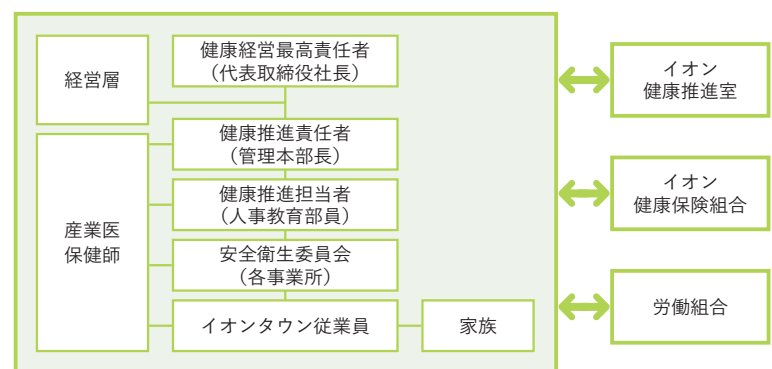 経営層
健康経営最高責任者
（代表取締役社長）
健康推進責任者
（管理本部長）
健康推進担当者
（人事教育部員）
産業医
保健師
安全衛生委員会
（各事業所）
イオンタウン従業員
家族
イオン
健康推進室
イオン
健康保険組合
労働組合